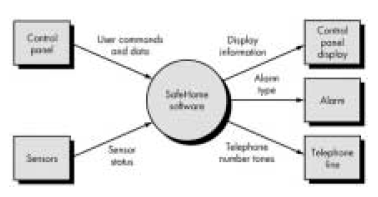 Control
panel
User commands
and data
Display
information
Control
panel
display
Alarm
type
SafeHome
software
Alarm
Sensors
Sensor
status
Telephone
number tones
Telephone
line